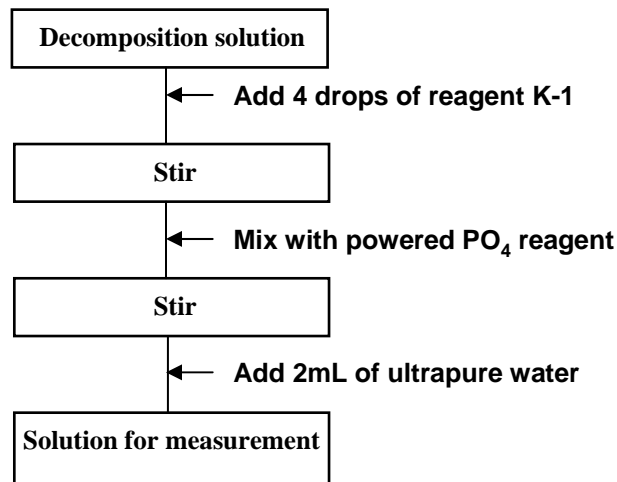 Decomposition solution
Add 4 drops of reagent K-1
Stir
Mix with powered PO₄ reagent
Stir
Add 2mL of ultrapure water
Solution for measurement